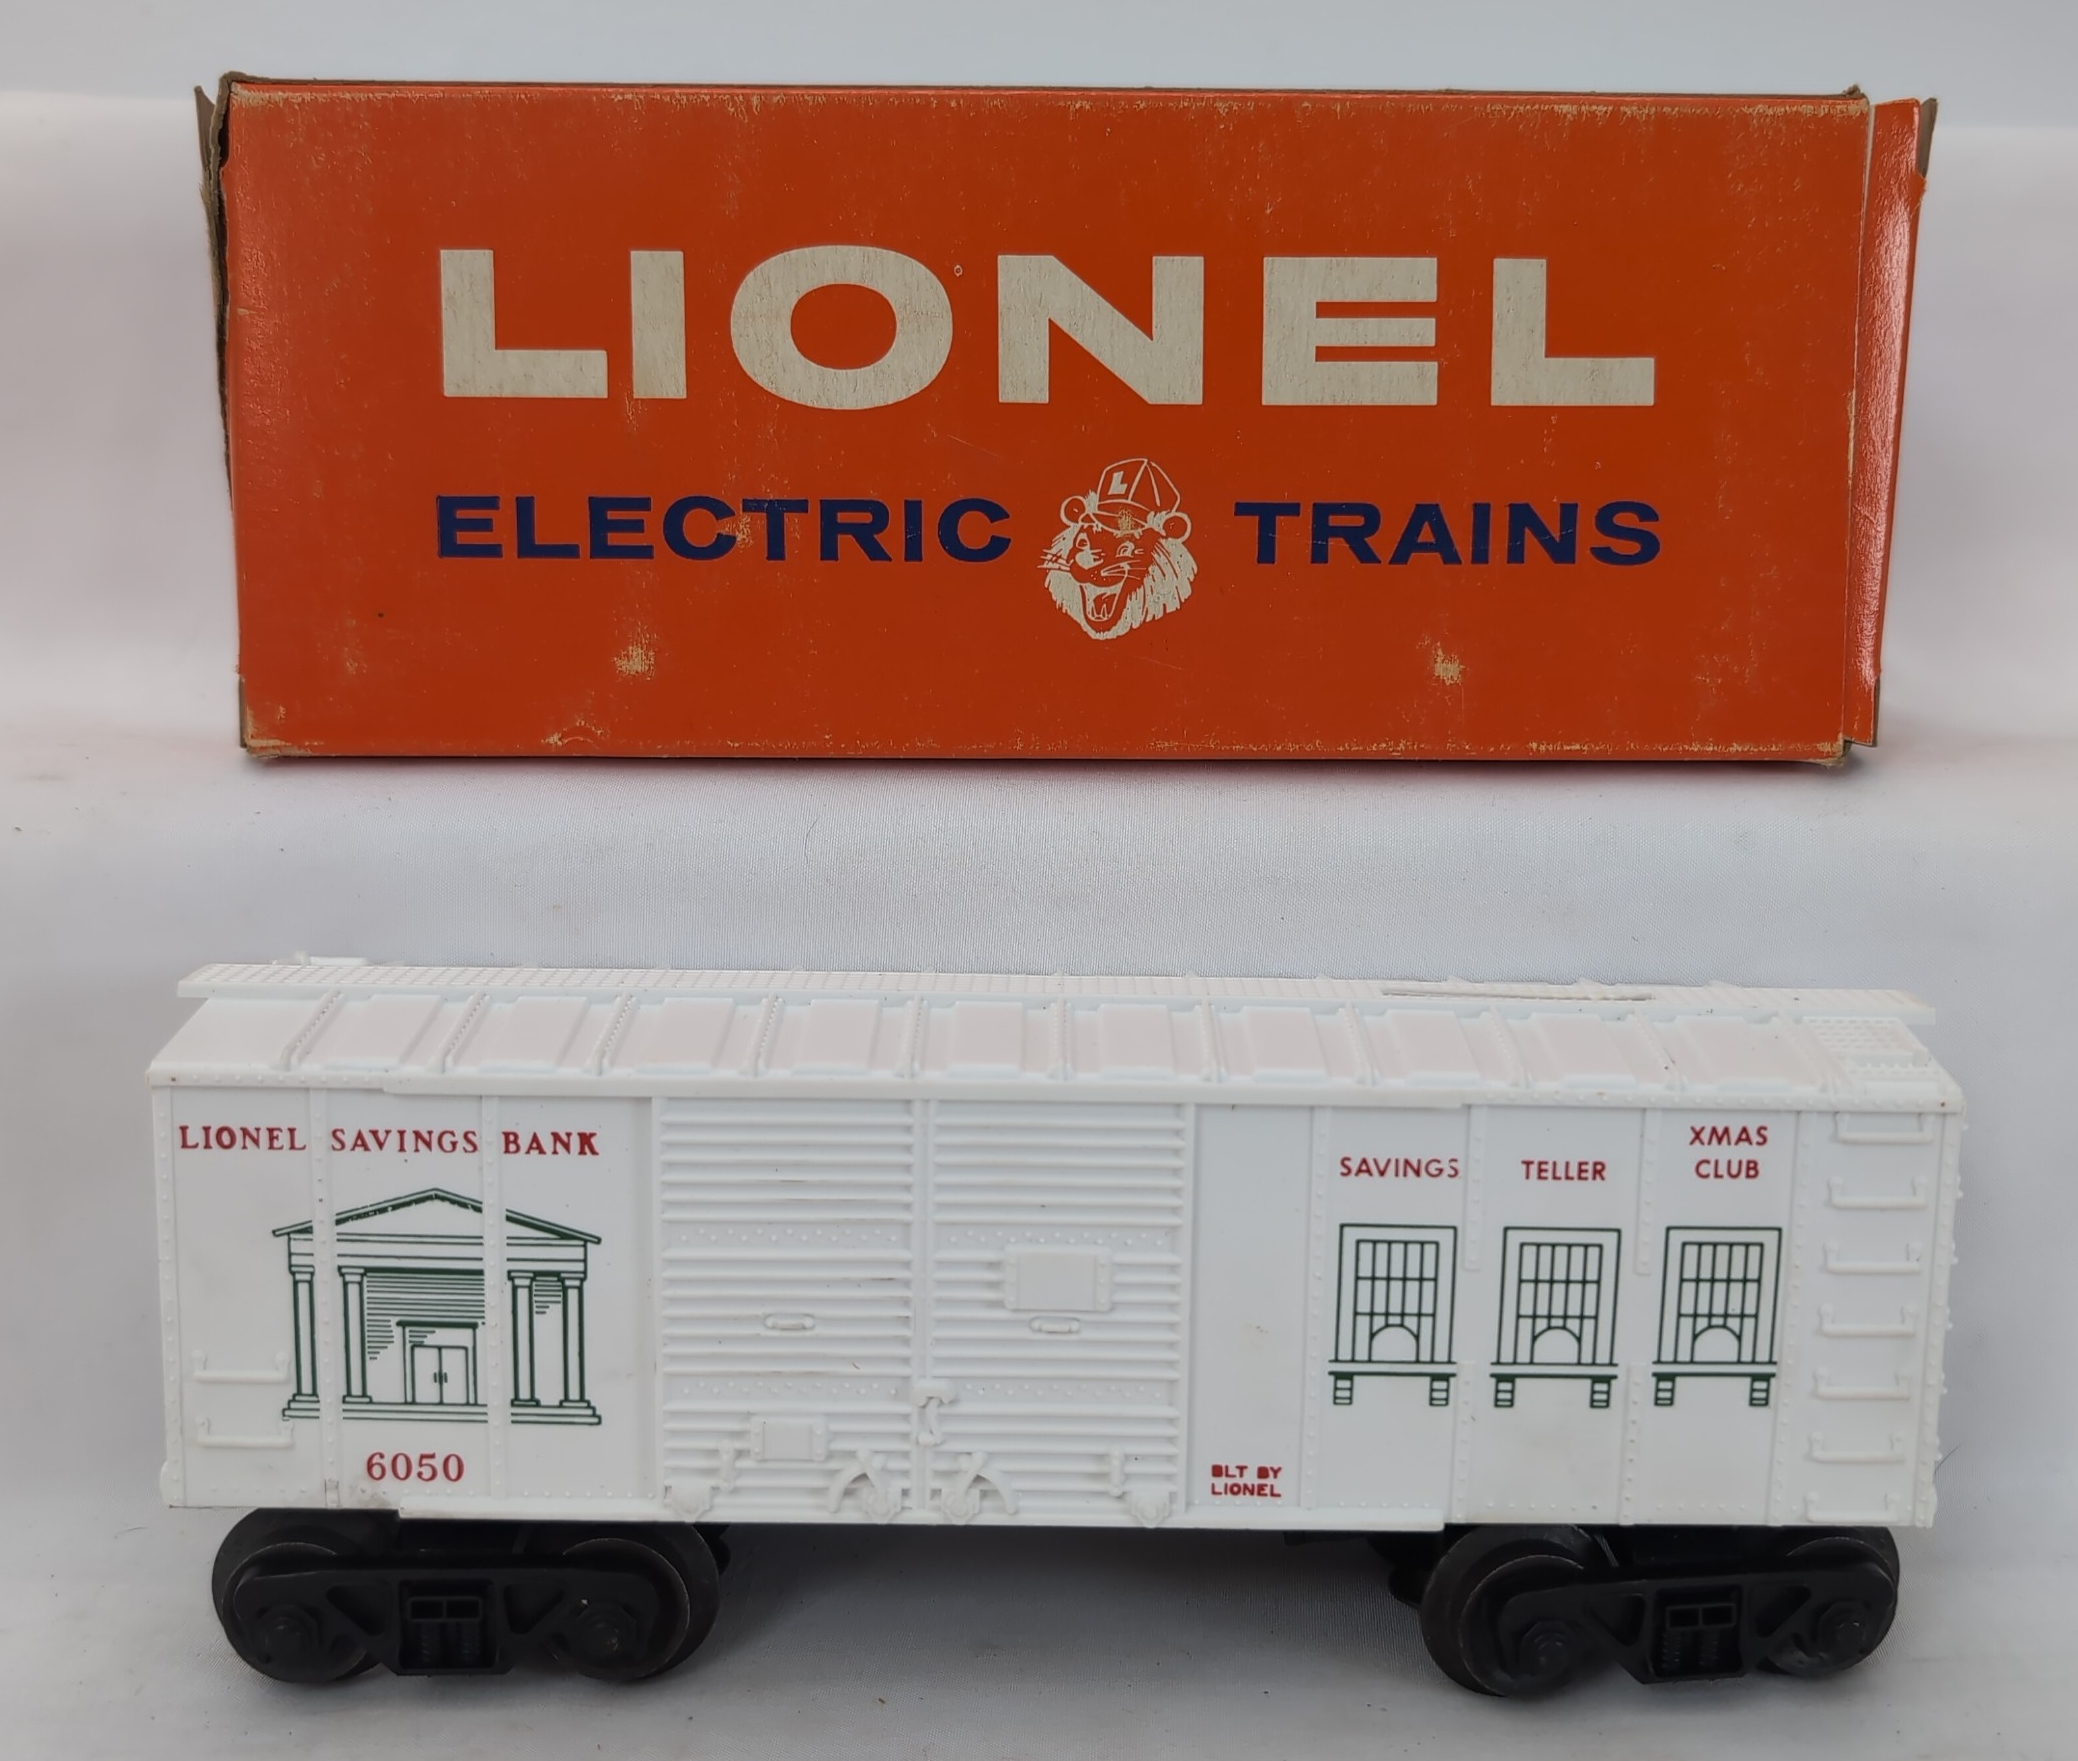 LIONEL
ELECTRIC TRAINS
L
LIONEL SAVINGS BANK
6050
BLT BY
LIONEL
SAVINGS
TELLER
XMAS
CLUB